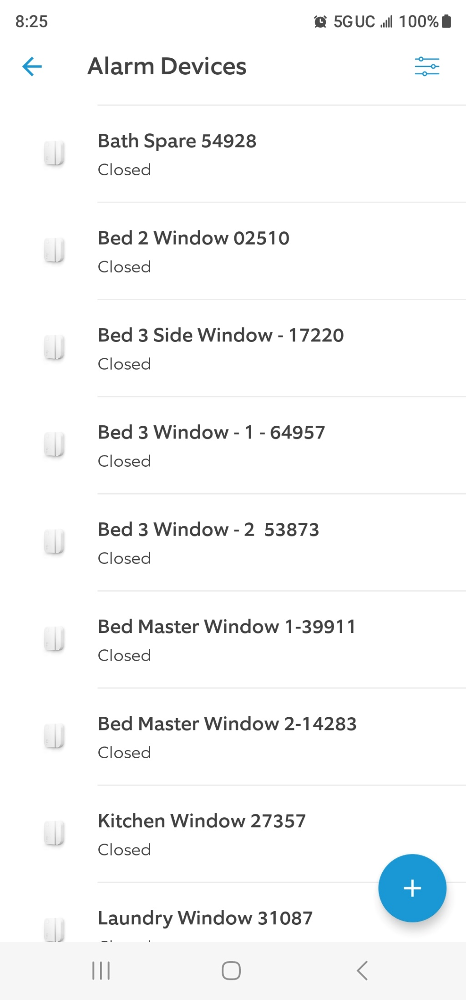 8:25
5G UC 100%
Alarm Devices
Bath Spare 54928
Closed
Bed 2 Window 02510
Closed
Bed 3 Side Window - 17220
Closed
Bed 3 Window - 1 - 64957
Closed
Bed 3 Window - 2  53873
Closed
Bed Master Window 1-39911
Closed
Bed Master Window 2-14283
Closed
Kitchen Window 27357
Closed
Laundry Window 31087